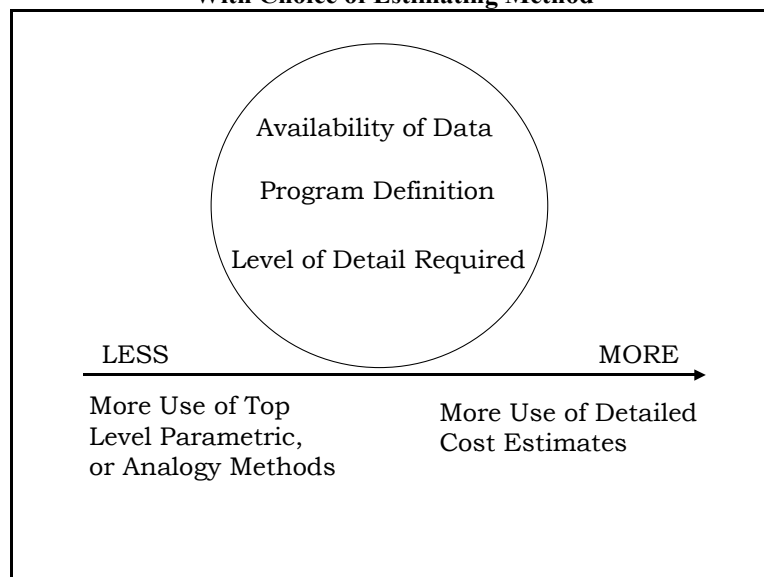 With Choice of Estimating Method
Availability of Data
Program Definition
Level of Detail Required
LESS
MORE
More Use of Top
Level Parametric,
or Analogy Methods
More Use of Detailed
Cost Estimates